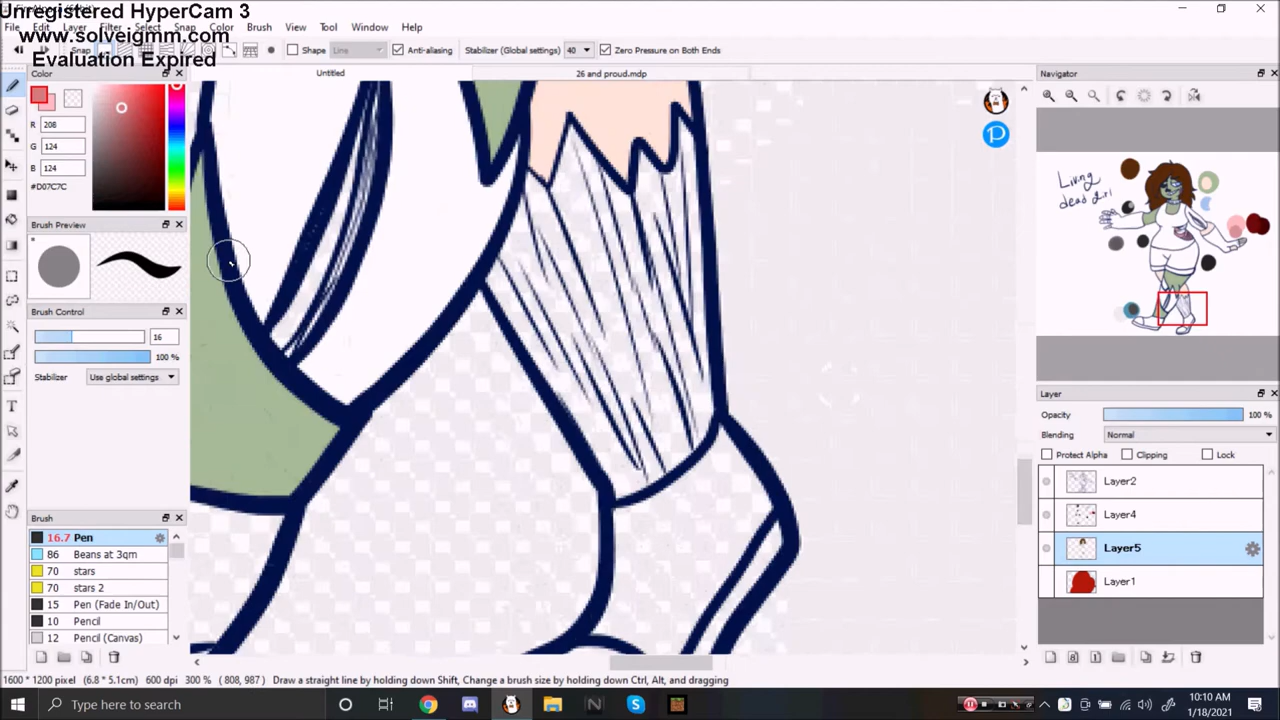 Unregistered HyperCam 3
www.solveigmm.com
Evaluation Expired
File Edit Layer Filter Select Snap Color Brush View Tool Window Help
Snap Shape Line Anti-aliasing Stabilizer (Global settings) 40 Zero Pressure on Both Ends
Color
Untitled
26 and proud.mdp
Navigator
R 208
G 124
B 124
#D07C7C
Living
dead girl
Brush Preview
Brush Control
16
100 %
Stabilizer Use global settings
Layer
Opacity 100 %
Blending Normal
Protect Alpha Clipping Lock
Layer2
Layer4
Layer5
Layer1
Brush
16.7 Pen
86 Beans at 3qm
70 stars
70 stars 2
15 Pen (Fade In/Out)
10 Pencil
12 Pencil (Canvas)
1600 * 1200 pixel (6.8 * 5.1cm) 600 dpi 300 % ( 808, 987 ) Draw a straight line by holding down Shift, Change a brush size by holding down Ctrl, Alt, and dragging
Type here to search
10:10 AM
1/18/2021